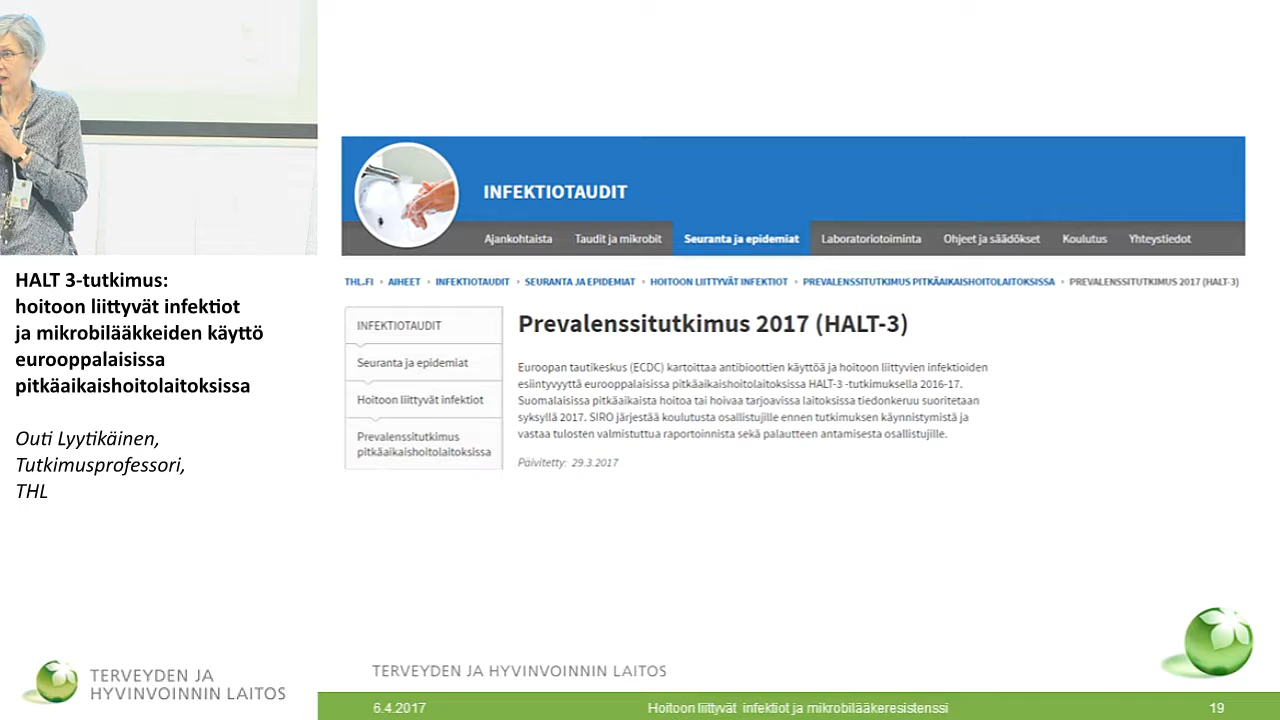 HALT 3-tutkimus:
hoitoon liittyvät infektiot
ja mikrobilääkkeiden käyttö
eurooppalaisissa
pitkäaikaishoitolaitoksissa
Outi Lyytikäinen,
Tutkimusprofessori,
THL
TERVEYDEN JA
HYVINVOINNIN LAITOS
INFEKTIOTAUDIT
Ajankohtaista Taudit ja mikrobit Seuranta ja epidemiat Laboratoriotoiminta Ohjeet ja säädökset Koulutus Yhteystiedot
THL.FI › AIHEET › INFEKTIOTAUDIT › SEURANTA JA EPIDEMIAT › HOITOON LIITTYVÄT INFEKTIOT › PREVALENSSITUTKIMUS PITKÄAIKAISHOITOLAITOKSISSA › PREVALENSSITUTKIMUS 2017 (HALT-3)
INFEKTIOTAUDIT
Seuranta ja epidemiat
Hoitoon liittyvät infektiot
Prevalenssitutkimus
pitkäaikaishoitolaitoksissa
Prevalenssitutkimus 2017 (HALT-3)
Euroopan tautikeskus (ECDC) kartoittaa antibioottien käyttöä ja hoitoon liittyvien infektioiden
esiintyvyyttä eurooppalaisissa pitkäaikaishoitolaitoksissa HALT-3 -tutkimuksella 2016-17.
Suomalaisissa pitkäaikaista hoitoa tai hoivaa tarjoavissa laitoksissa tiedonkeruu suoritetaan
syksyllä 2017. SIRO järjestää koulutusta osallistujille ennen tutkimuksen käynnistymistä ja
vastaa tulosten valmistuttua raportoinnista sekä palautteen antamisesta osallistujille.
Päivitetty: 29.3.2017
TERVEYDEN JA HYVINVOINNIN LAITOS
6.4.2017 Hoitoon liittyvät infektiot ja mikrobilääkeresistenssi 19